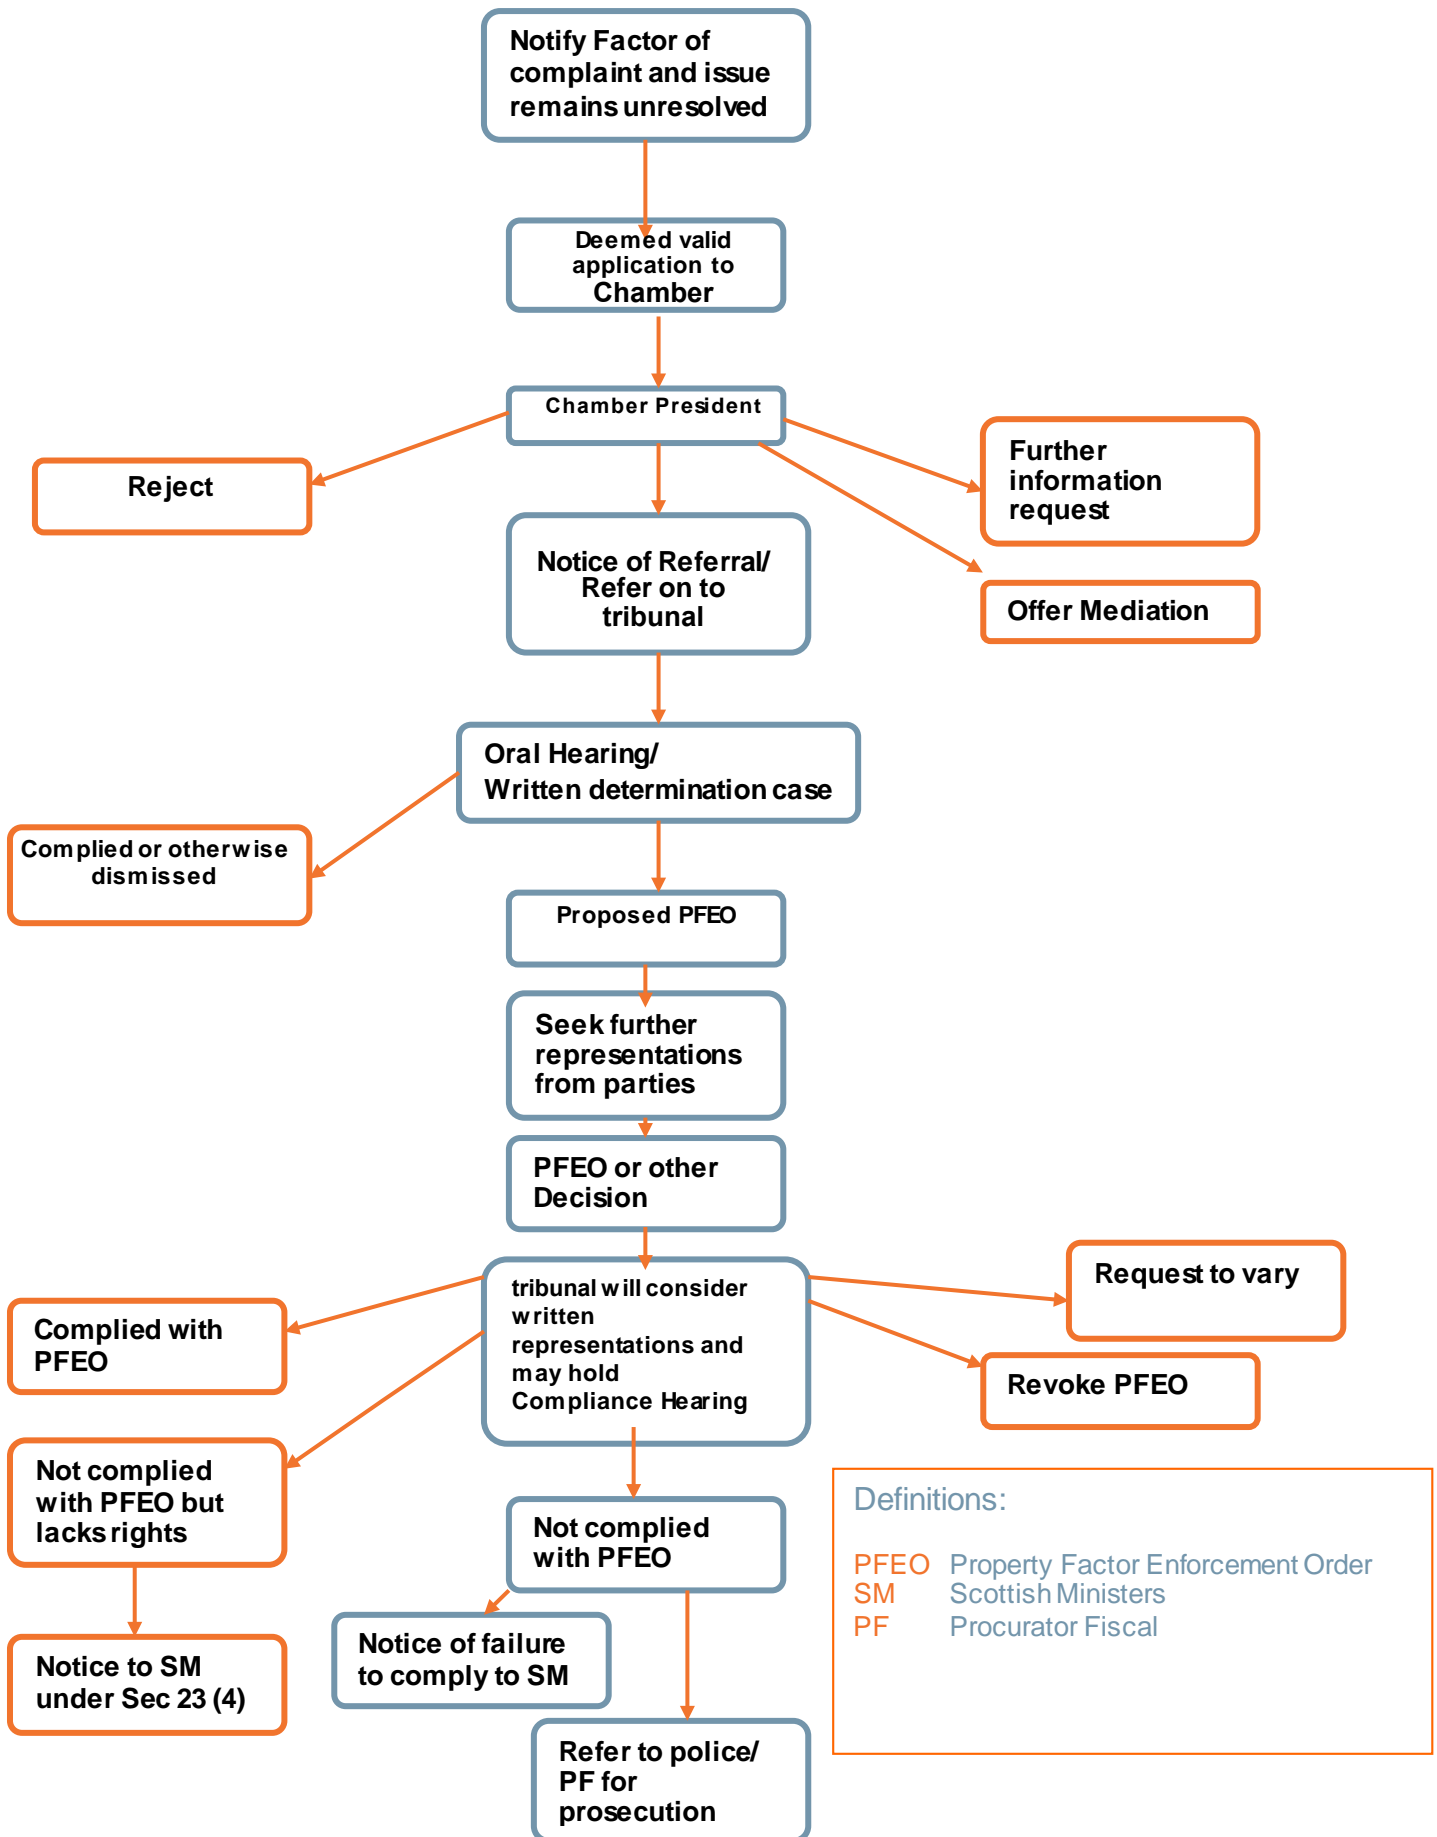 Notify Factor of
complaint and issue
remains unresolved
Deemed valid
application to
Chamber
Chamber President
Reject
Further
information
request
Notice of Referral/
Refer on to
tribunal
Offer Mediation
Oral Hearing/
Written determination case
Complied or otherwise
dismissed
Proposed PFEO
Seek further
representations
from parties
PFEO or other
Decision
tribunal will consider
written
representations and
may hold
Compliance Hearing
Request to vary
Complied with
PFEO
Revoke PFEO
Not complied
with PFEO but
lacks rights
Not complied
with PFEO
Notice of failure
to comply to SM
Notice to SM
under Sec 23 (4)
Refer to police/
PF for
prosecution
Definitions:
PFEO Property Factor Enforcement Order
SM Scottish Ministers
PF Procurator Fiscal